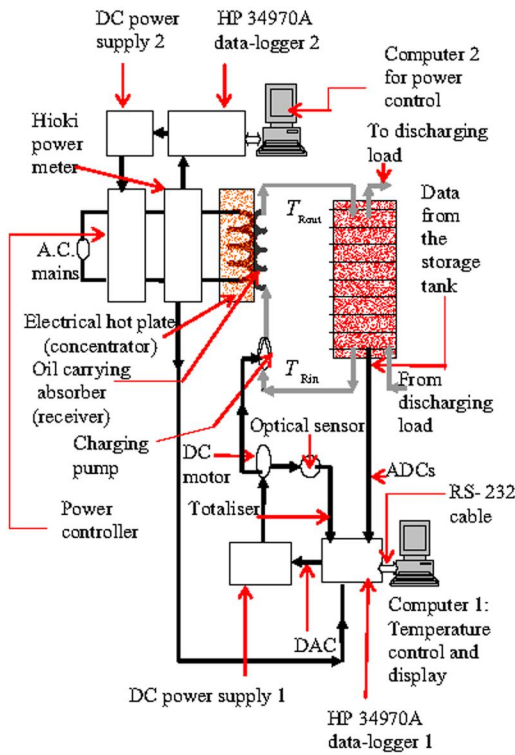 DC power
supply 2
HP 34970A
data-logger 2
Computer 2
for power
control
Hioki
power
meter
To
discharging
load
Data
from
the
storage
tank
T Rout
A.C.
mains
Electrical hot plate
(concentrator)
Oil carrying
absorber
(receiver)
T Rin
From
discharging
load
Charging
pump
Optical sensor
DC
motor
ADCs
RS- 232
cable
Totaliser
Power
controller
DAC
Computer 1:
Temperature
control and
display
DC power supply 1
HP 34970A
data-logger 1